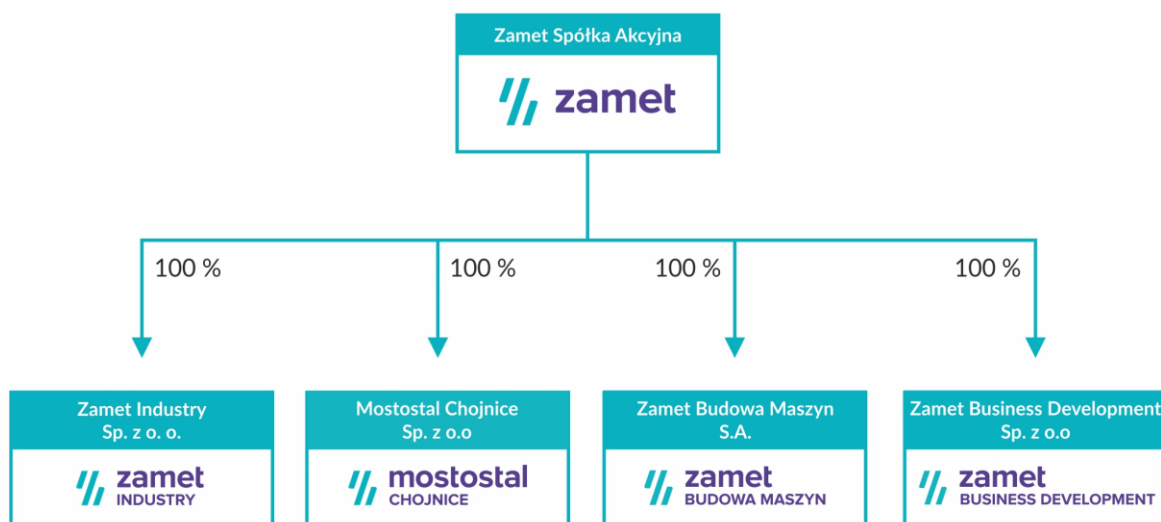 Zamet Spółka Akcyjna
zamet
100 %
100 %
100 %
100 %
Zamet Industry
Sp. z o. o.
zamet
INDUSTRY
Mostostal Chojnice
Sp. z o.o
mostostal
CHOJNICE
Zamet Budowa Maszyn
S.A.
zamet
BUDOWA MASZYN
Zamet Business Development
Sp. z o.o
zamet
BUSINESS DEVELOPMENT